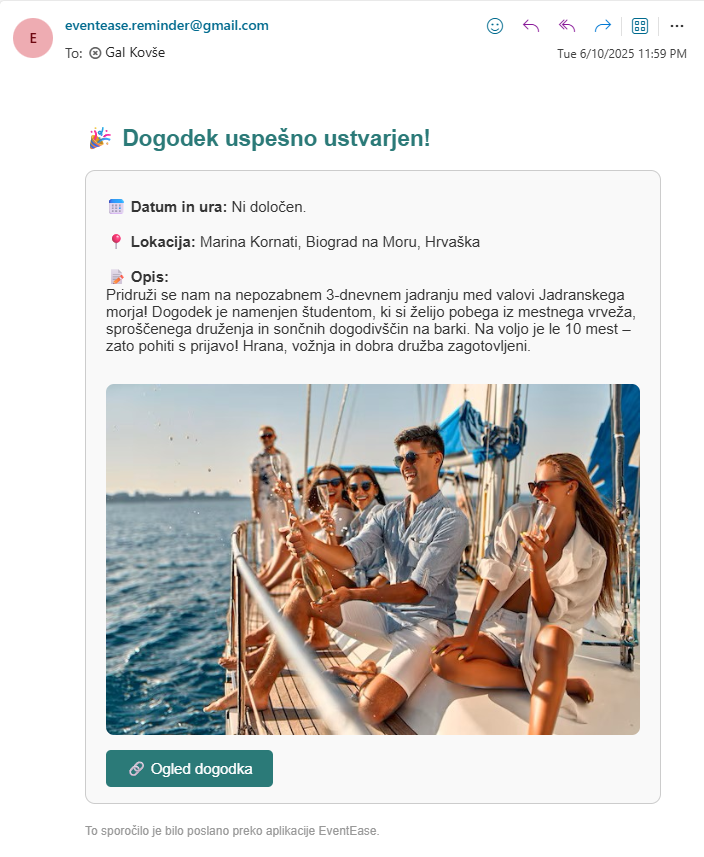 E
eventease.reminder@gmail.com
To: Gal Kovše
Tue 6/10/2025 11:59 PM
Dogodek uspešno ustvarjen!
Datum in ura: Ni določen.
Lokacija: Marina Kornati, Biograd na Moru, Hrvaška
Opis:
Pridruži se nam na nepozabnem 3-dnevnem jadranju med valovi Jadranskega
morja! Dogodek je namenjen študentom, ki si želijo pobega iz mestnega vrveža,
sproščenega druženja in sončnih dogodivščin na barki. Na voljo je le 10 mest –
zato pohiti s prijavo! Hrana, vožnja in dobra družba zagotovljeni.
Ogled dogodka
To sporočilo je bilo poslano preko aplikacije EventEase.